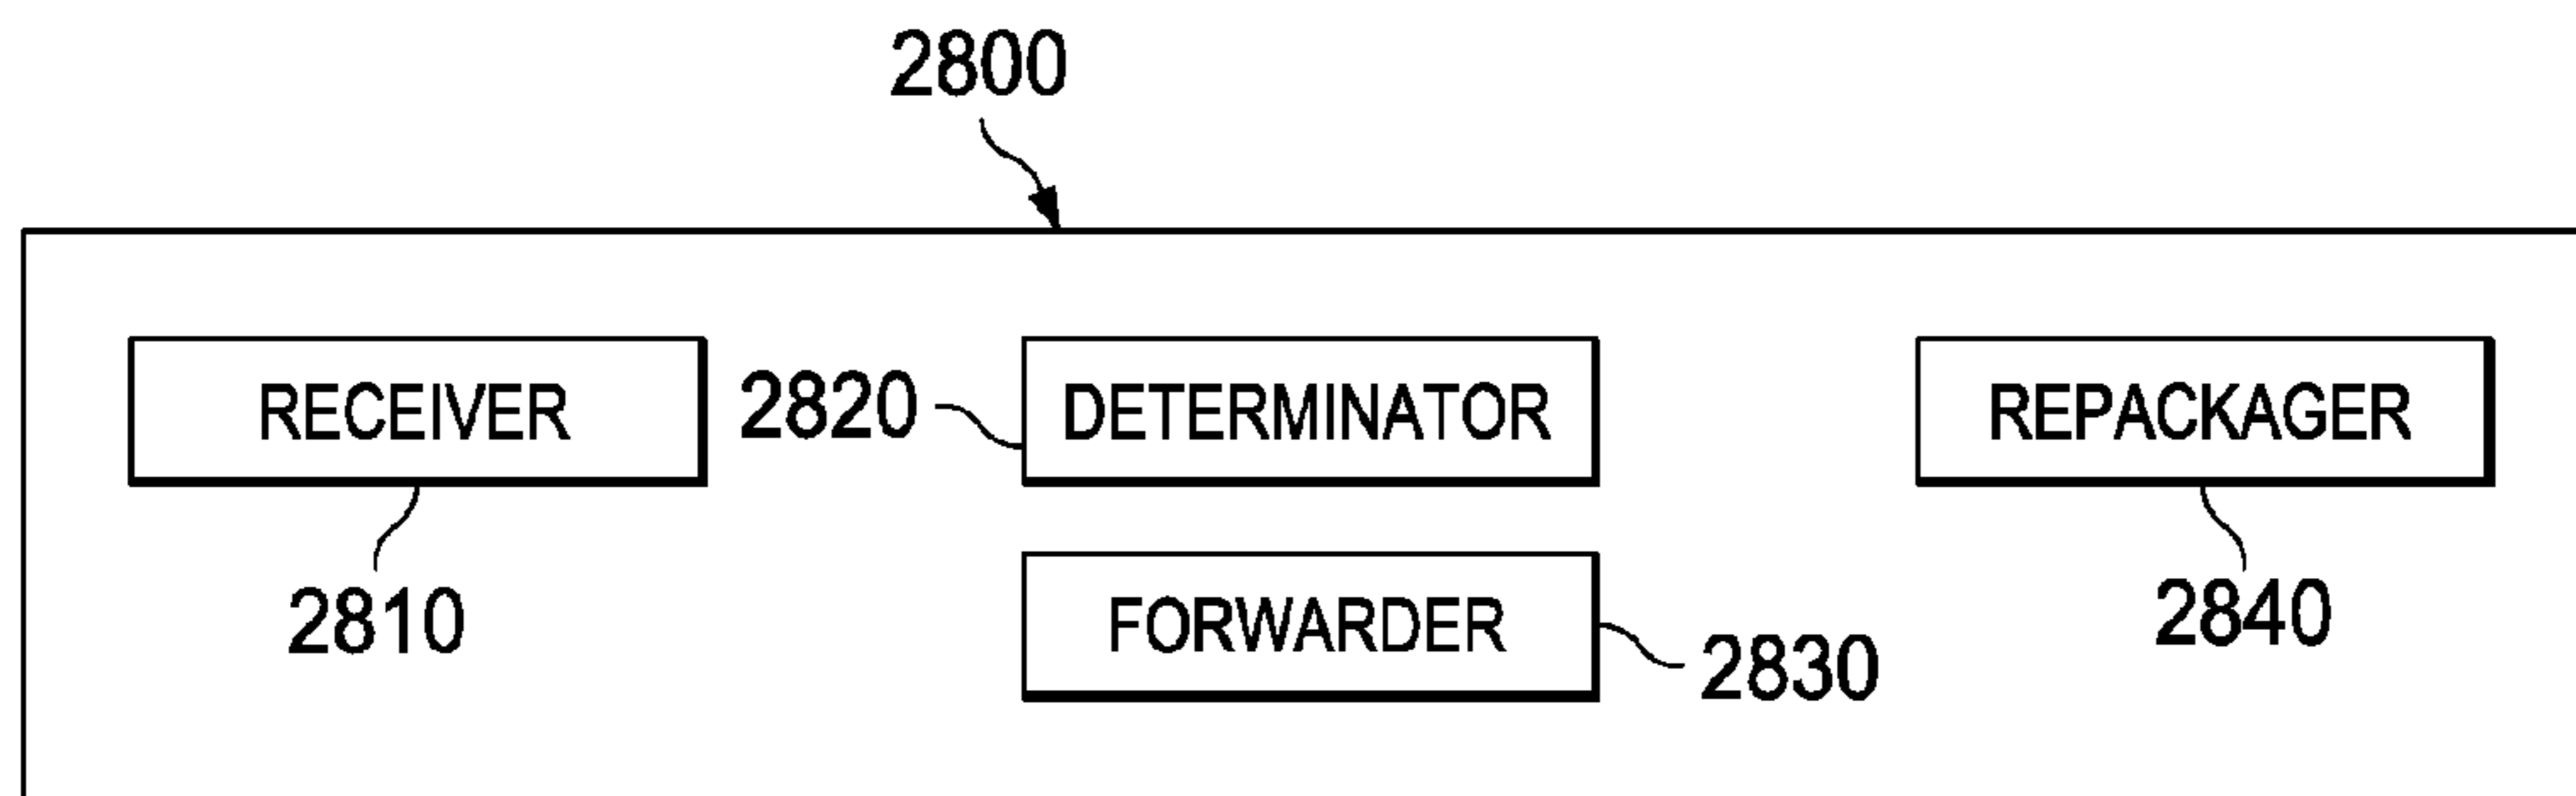 2800
RECEIVER
2820
DETERMINATOR
REPACKAGER
2810
FORWARDER
2830
2840